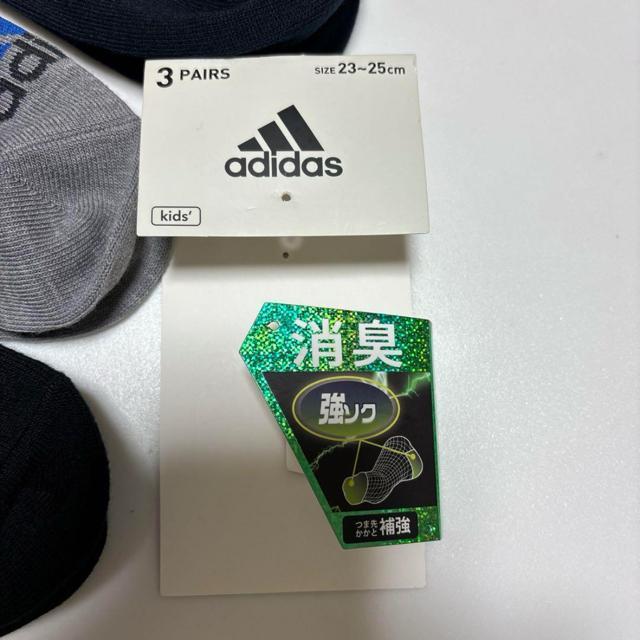 3 PAIRS
SIZE 23~25cm
adidas
kids'
消臭
強ソク
つま先
かかと
補強